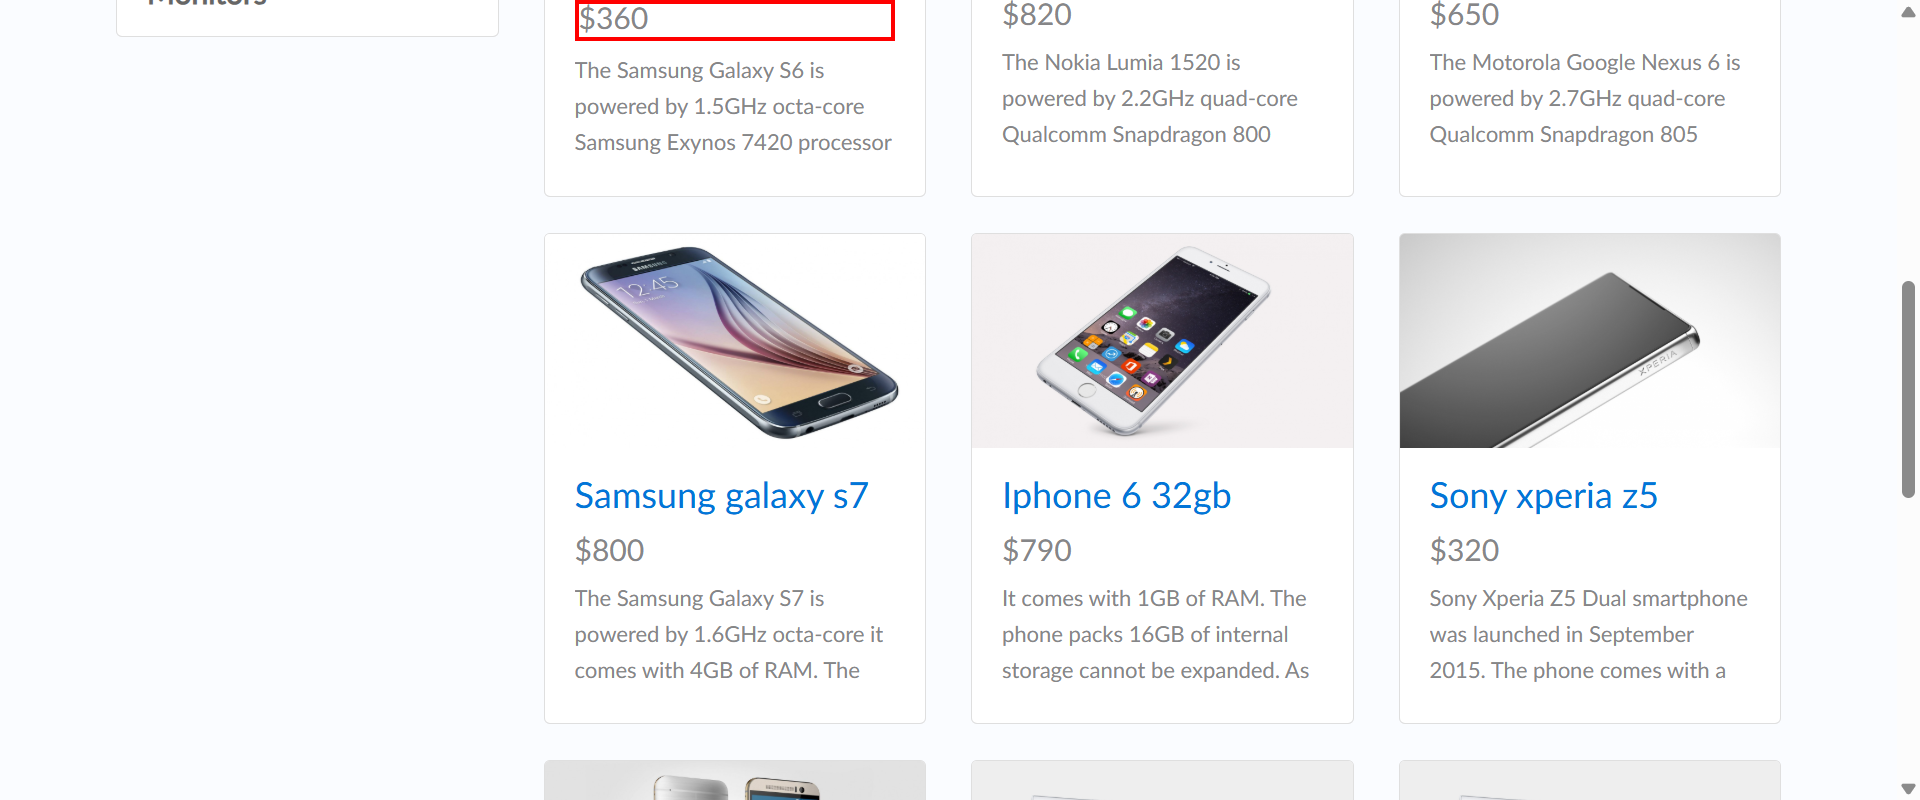 Monitors
$360
The Samsung Galaxy S6 is
powered by 1.5GHz octa-core
Samsung Exynos 7420 processor
$820
The Nokia Lumia 1520 is
powered by 2.2GHz quad-core
Qualcomm Snapdragon 800
$650
The Motorola Google Nexus 6 is
powered by 2.7GHz quad-core
Qualcomm Snapdragon 805
SAMSUNG
12:45
Samsung galaxy s7
$800
The Samsung Galaxy S7 is
powered by 1.6GHz octa-core it
comes with 4GB of RAM. The
Iphone 6 32gb
$790
It comes with 1GB of RAM. The
phone packs 16GB of internal
storage cannot be expanded. As
XPERIA
Sony xperia z5
$320
Sony Xperia Z5 Dual smartphone
was launched in September
2015. The phone comes with a